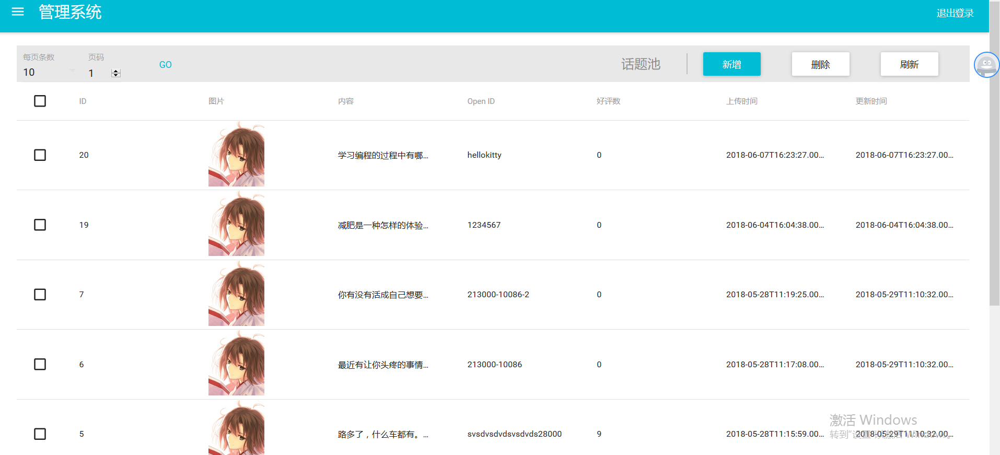 管理系统
退出登录
每页条数 页码
10 1 GO 话题池 新增 删除 刷新
ID 图片 内容 Open ID 好评数 上传时间 更新时间
20 学习编程的过程中有哪... hellokitty 0 2018-06-07T16:23:27.00... 2018-06-07T16:23:27.00...
19 减肥是一种怎样的体验... 1234567 0 2018-06-04T16:04:38.00... 2018-06-04T16:04:38.00...
7 你有没有活成自己想要... 213000-10086-2 0 2018-05-28T11:19:25.00... 2018-05-29T11:10:32.00...
6 最近有让你头疼的事情... 213000-10086 0 2018-05-28T11:17:08.00... 2018-05-29T11:10:32.00...
激活 Windows
5 路多了，什么车都有。... svsdvsdvdsvsdvds28000 9 2018-05-28T11:15:59.00... 2018-05-29T11:10:32.00...
转到"设置"以激活 Windows。